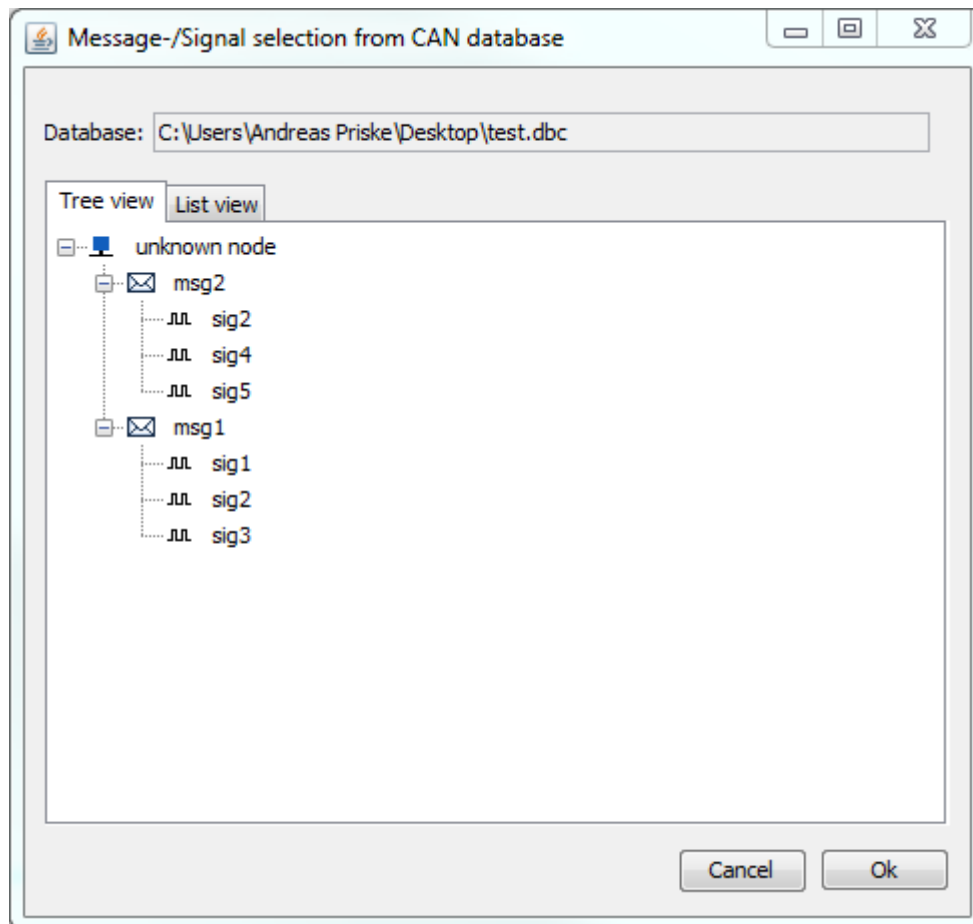 Message-/Signal selection from CAN database
Database: C:\Users\Andreas Priske\Desktop\test.dbc
Tree view List view
unknown node
msg2
sig2
sig4
sig5
msg1
sig1
sig2
sig3
Cancel Ok